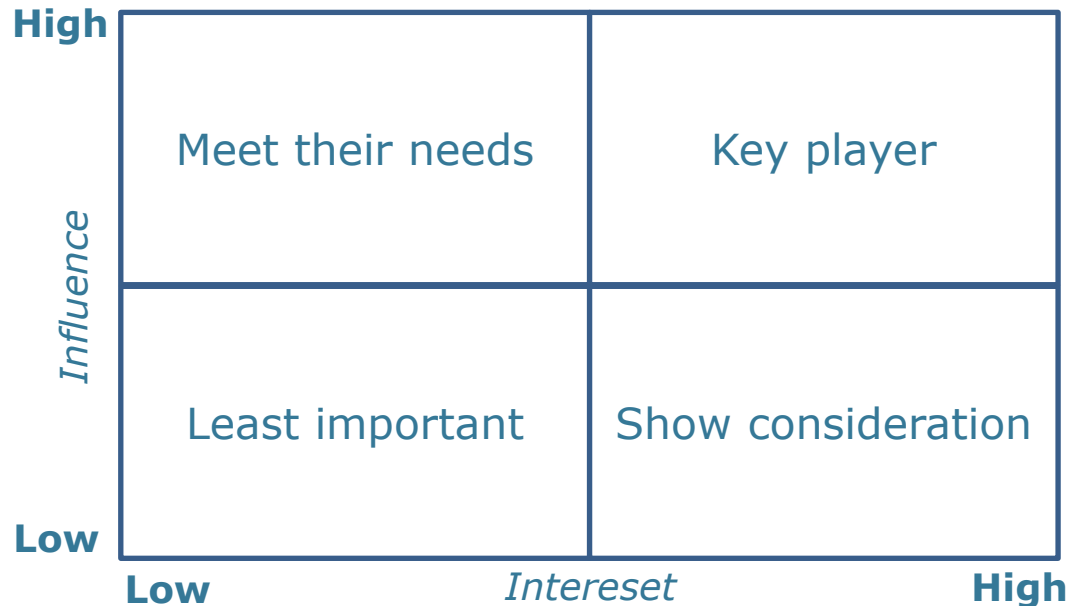 High
Meet their needs
Key player
Influence
Least important
Show consideration
Low
Low
Intereset
High